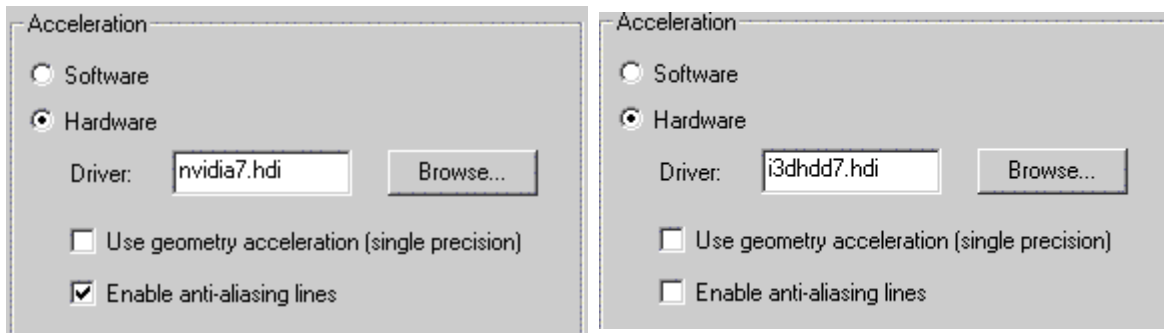 Acceleration
Software
Hardware
Driver: nvidia7.hdi Browse...
Use geometry acceleration (single precision)
Enable anti-aliasing lines
Acceleration
Software
Hardware
Driver: i3dhdd7.hdi Browse...
Use geometry acceleration (single precision)
Enable anti-aliasing lines